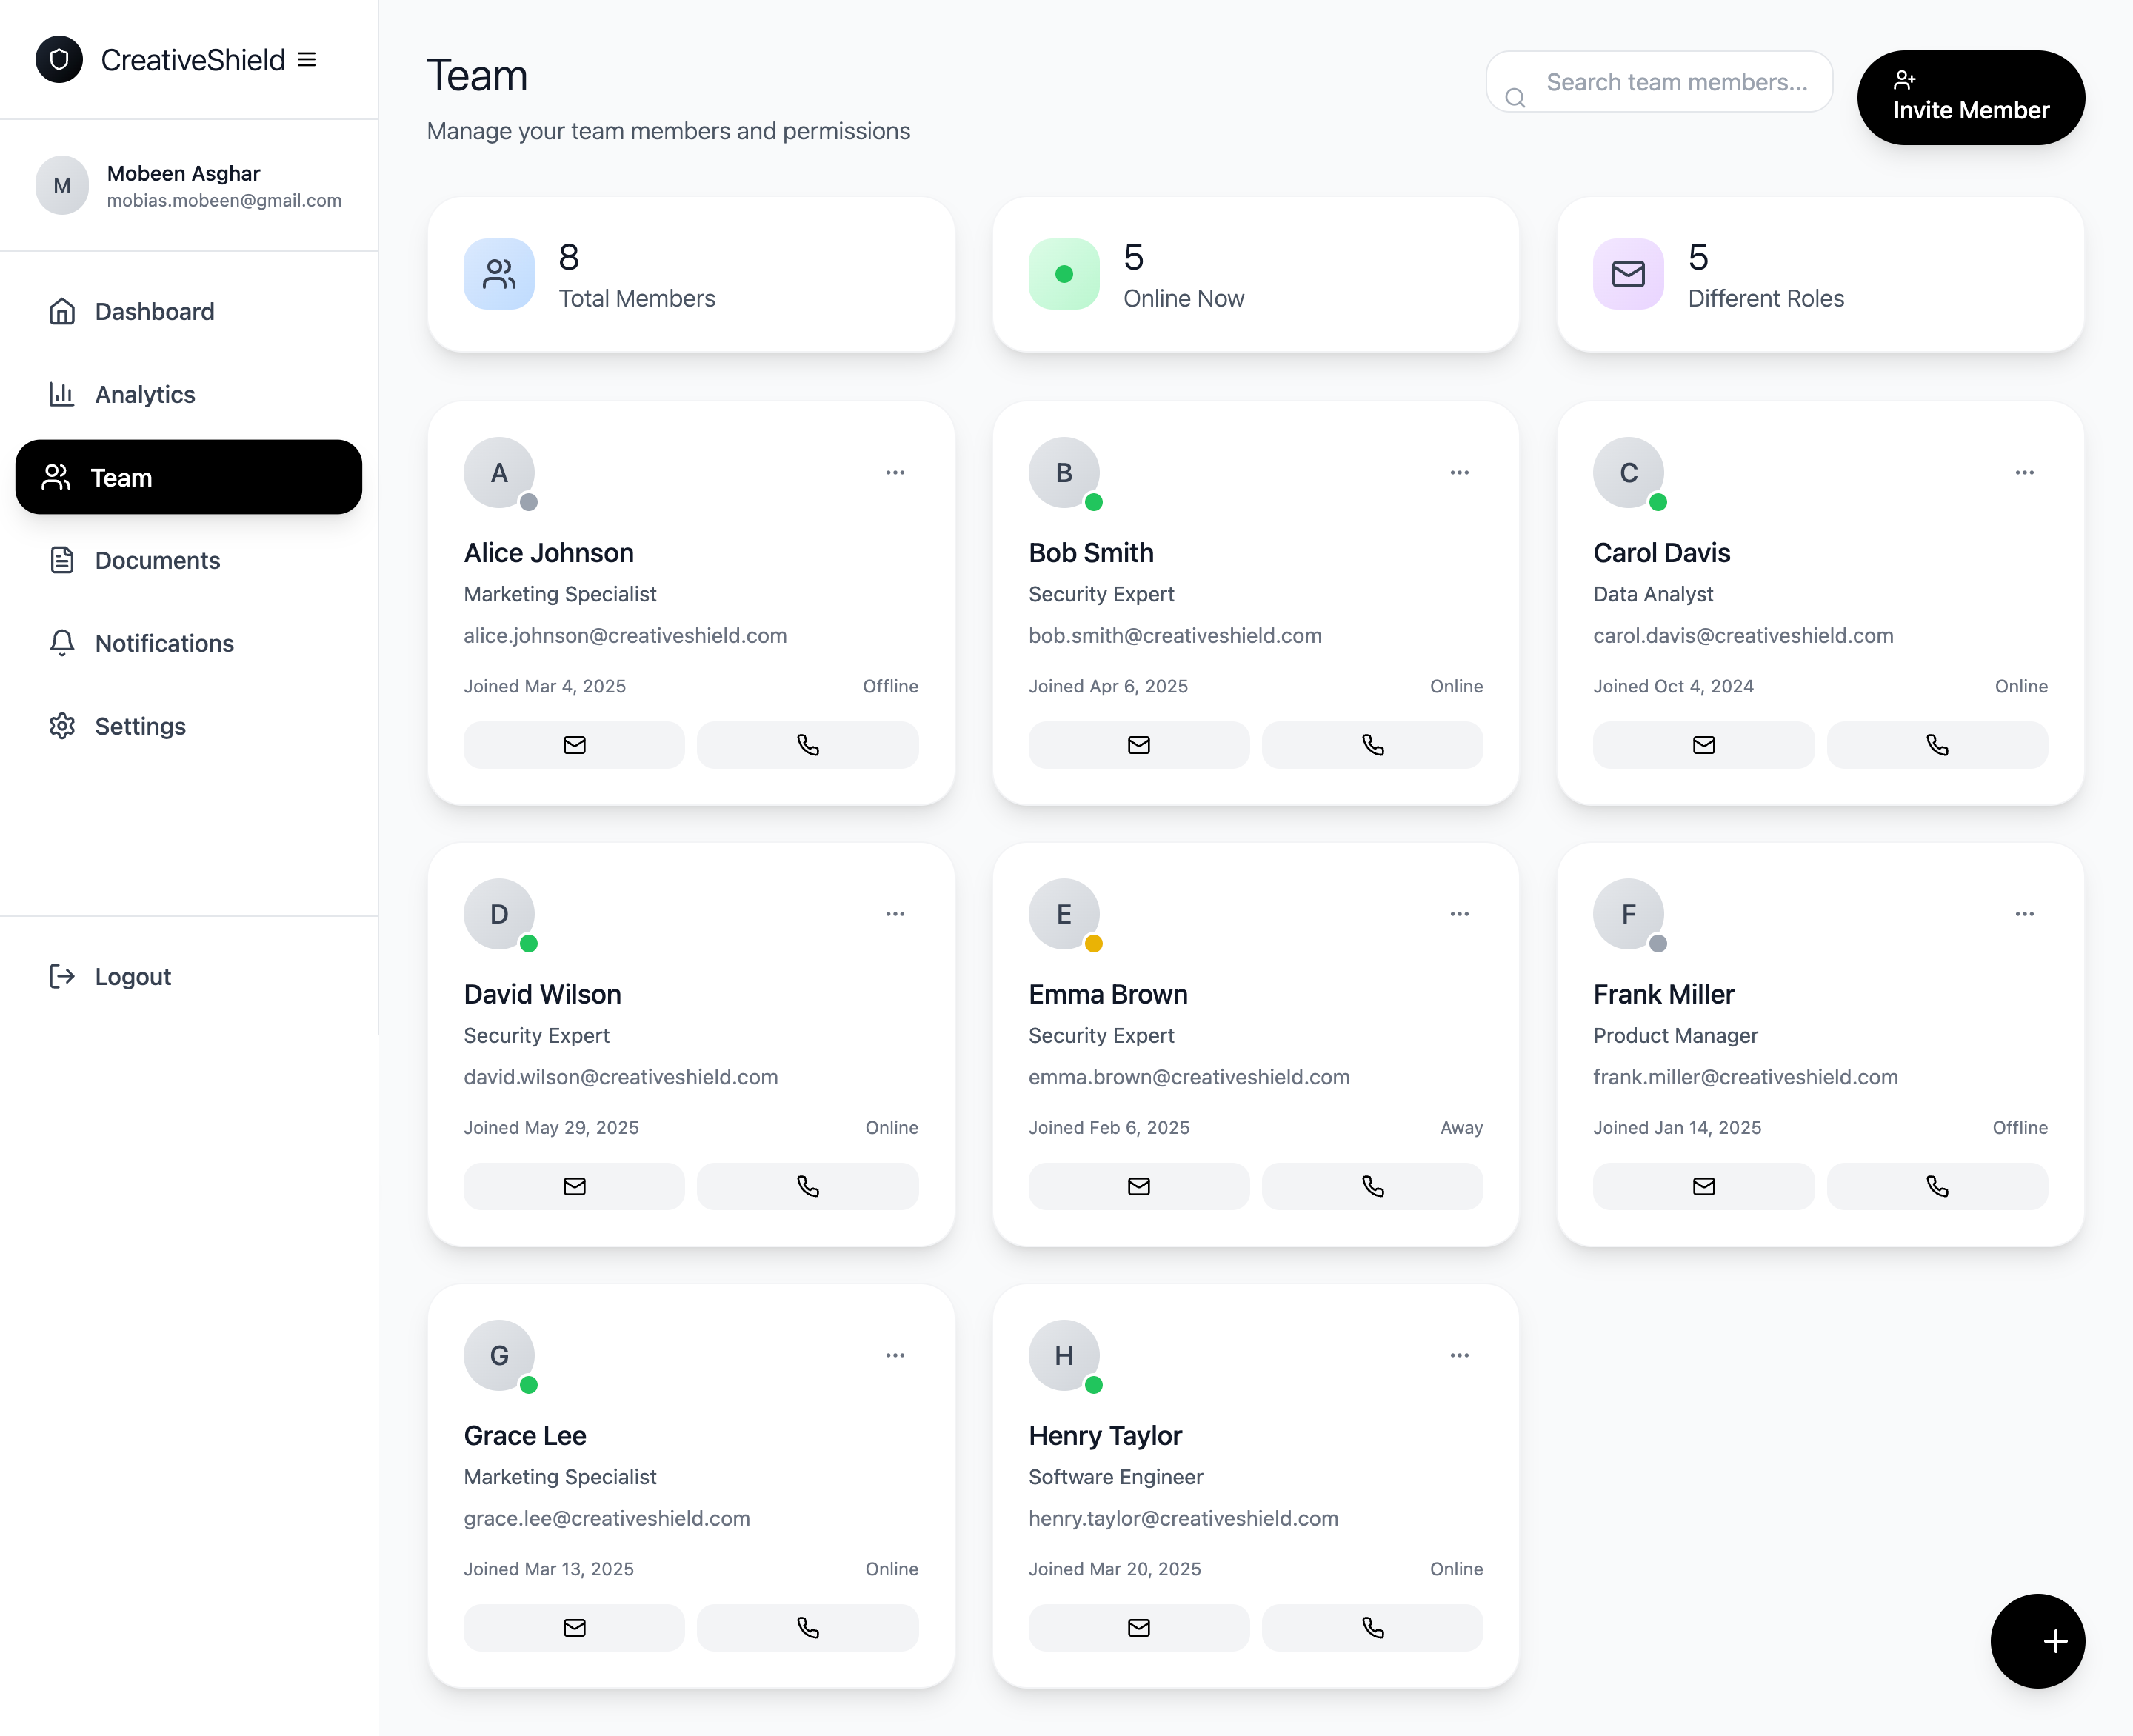 CreativeShield
M
Mobeen Asghar
mobias.mobeen@gmail.com
Dashboard
Analytics
Team
Documents
Notifications
Settings
Logout
Team
Manage your team members and permissions
Search team members...
Invite Member
8
Total Members
5
Online Now
5
Different Roles
A
Alice Johnson
Marketing Specialist
alice.johnson@creativeshield.com
Joined Mar 4, 2025 Offline
B
Bob Smith
Security Expert
bob.smith@creativeshield.com
Joined Apr 6, 2025 Online
C
Carol Davis
Data Analyst
carol.davis@creativeshield.com
Joined Oct 4, 2024 Online
D
David Wilson
Security Expert
david.wilson@creativeshield.com
Joined May 29, 2025 Online
E
Emma Brown
Security Expert
emma.brown@creativeshield.com
Joined Feb 6, 2025 Away
F
Frank Miller
Product Manager
frank.miller@creativeshield.com
Joined Jan 14, 2025 Offline
G
Grace Lee
Marketing Specialist
grace.lee@creativeshield.com
Joined Mar 13, 2025 Online
H
Henry Taylor
Software Engineer
henry.taylor@creativeshield.com
Joined Mar 20, 2025 Online